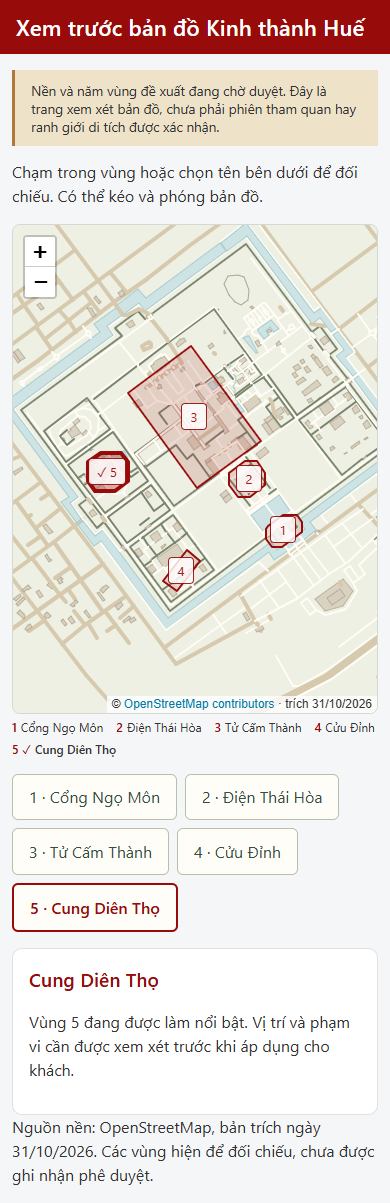 Xem trước bản đồ Kinh thành Huế
Nền và năm vùng đề xuất đang chờ duyệt. Đây là
trang xem xét bản đồ, chưa phải phiên tham quan hay
ranh giới di tích được xác nhận.
Chạm trong vùng hoặc chọn tên bên dưới để đối
chiếu. Có thể kéo và phóng bản đồ.
+
−
3
✓ 5
2
1
4
© OpenStreetMap contributors · trích 31/10/2026
1 Cổng Ngọ Môn 2 Điện Thái Hòa 3 Tử Cấm Thành 4 Cửu Đỉnh
5 ✓ Cung Diên Thọ
1 · Cổng Ngọ Môn 2 · Điện Thái Hòa
3 · Tử Cấm Thành 4 · Cửu Đỉnh
5 · Cung Diên Thọ
Cung Diên Thọ
Vùng 5 đang được làm nổi bật. Vị trí và phạm
vi cần được xem xét trước khi áp dụng cho
khách.
Nguồn nền: OpenStreetMap, bản trích ngày
31/10/2026. Các vùng hiện để đối chiếu, chưa được
ghi nhận phê duyệt.